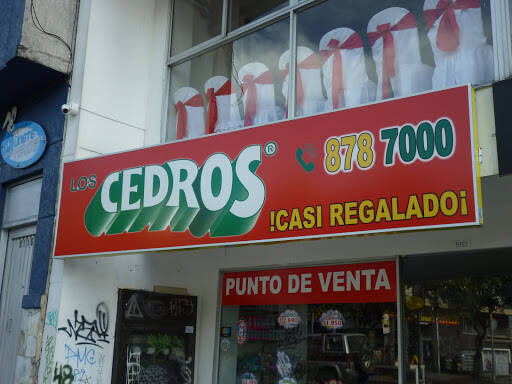 LOS CEDROS®
878 7000
!CASI REGALADO¡
PUNTO DE VENTA